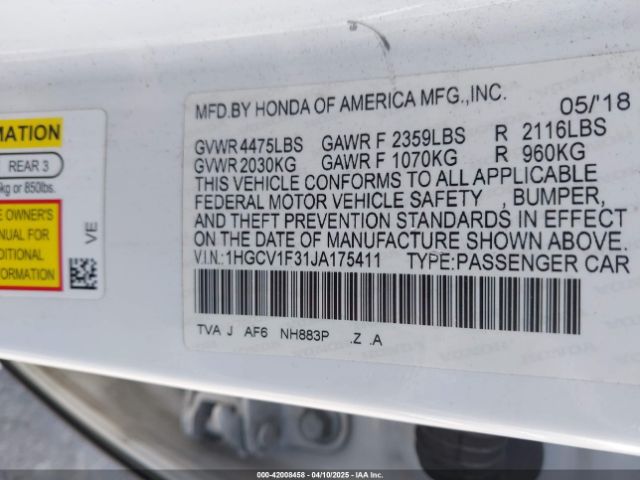 MATION
REAR 3
kg or 850lbs.
E OWNER'S
NUAL FOR
DITIONAL
RMATION
VE
MFD.BY HONDA OF AMERICA MFG.,INC. 05/'18
GVWR 4475LBS GAWR F 2359LBS R 2116LBS
GVWR 2030KG GAWR F 1070KG R 960KG
THIS VEHICLE CONFORMS TO ALL APPLICABLE
FEDERAL MOTOR VEHICLE SAFETY , BUMPER,
AND THEFT PREVENTION STANDARDS IN EFFECT
ON THE DATE OF MANUFACTURE SHOWN ABOVE.
V.I.N.: 1HGCV1F31JA175411 TYPE:PASSENGER CAR
TVA J AF6 NH883P .Z .A
000-42008458 - 04/10/2025 - IAA Inc.